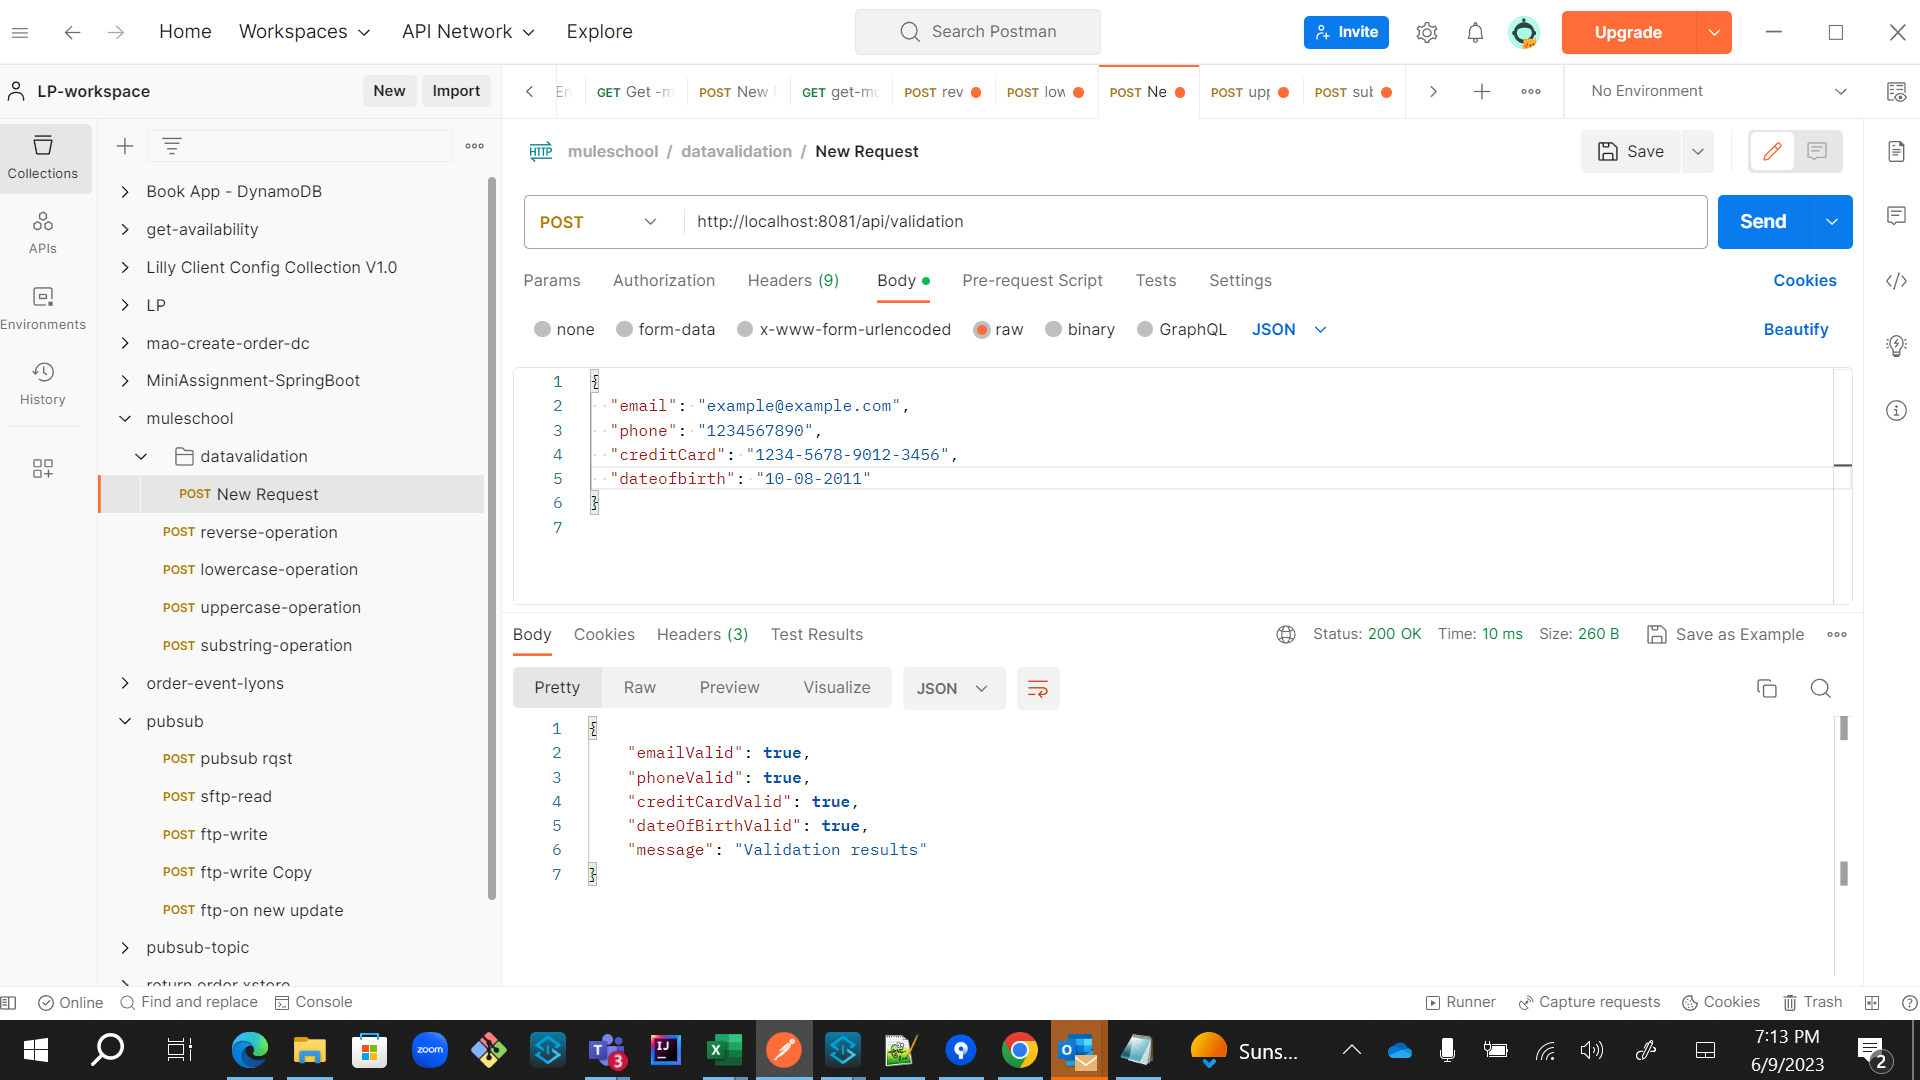 Home Workspaces API Network Explore Search Postman Invite Upgrade
LP-workspace New Import
GET Get -m POST New GET get-mo POST rev POST low POST Ne POST upp POST sub No Environment
Collections
APIs
Environments
History
Book App - DynamoDB
get-availability
Lilly Client Config Collection V1.0
LP
mao-create-order-dc
MiniAssignment-SpringBoot
muleschool
datavalidation
POST New Request
POST reverse-operation
POST lowercase-operation
POST uppercase-operation
POST substring-operation
order-event-lyons
pubsub
POST pubsub rqst
POST sftp-read
POST ftp-write
POST ftp-write Copy
POST ftp-on new update
pubsub-topic
return order xstore
HTTP muleschool / datavalidation / New Request Save
POST http://localhost:8081/api/validation Send
Params Authorization Headers (9) Body Pre-request Script Tests Settings Cookies
none form-data x-www-form-urlencoded raw binary GraphQL JSON Beautify
1 {
2 "email": "example@example.com",
3 "phone": "1234567890",
4 "creditCard": "1234-5678-9012-3456",
5 "dateofbirth": "10-08-2011"
6 }
7
Body Cookies Headers (3) Test Results Status: 200 OK Time: 10 ms Size: 260 B Save as Example
Pretty Raw Preview Visualize JSON
1 {
2 "emailValid": true,
3 "phoneValid": true,
4 "creditCardValid": true,
5 "dateOfBirthValid": true,
6 "message": "Validation results"
7 }
Online Find and replace Console Runner Capture requests Cookies Trash
zoom 3 Suns... 7:13 PM
6/9/2023 2